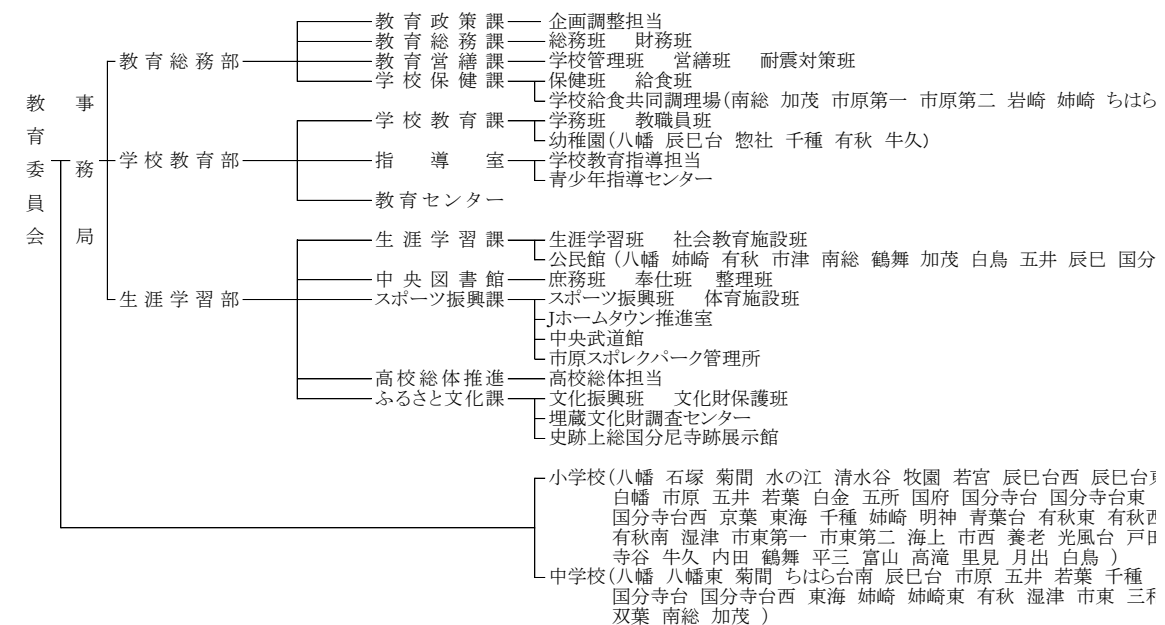 教育委員会
事務局
教育総務部
教育政策課 企画調整担当
教育総務課 総務班 財務班
教育営繕課 学校管理班 営繕班 耐震対策班
学校保健課 保健班 給食班
学校給食共同調理場(南総 加茂 市原第一 市原第二 岩崎 姉崎 ちはら
学校教育部
学校教育課 学務班 教職員班
幼稚園(八幡 辰巳台 惣社 千種 有秋 牛久)
指導室 学校教育指導担当
青少年指導センター
教育センター
生涯学習部
生涯学習課 生涯学習班 社会教育施設班
公民館(八幡 姉崎 有秋 市津 南総 鶴舞 加茂 白鳥 五井 辰巳 国分
中央図書館 庶務班 奉仕班 整理班
スポーツ振興課 スポーツ振興班 体育施設班
Jホームタウン推進室
中央武道館
市原スポレクパーク管理所
高校総体推進 高校総体担当
ふるさと文化課 文化振興班 文化財保護班
埋蔵文化財調査センター
史跡上総国分尼寺跡展示館
小学校(八幡 石塚 菊間 水の江 清水谷 牧園 若宮 辰巳台西 辰巳台東
白幡 市原 五井 若葉 白金 五所 国府 国分寺台 国分寺台東
国分寺台西 京葉 東海 千種 姉崎 明神 青葉台 有秋東 有秋西
有秋南 湿津 市東第一 市東第二 海上 市西 養老 光風台 戸田
寺谷 牛久 内田 鶴舞 平三 富山 高滝 里見 月出 白鳥 )
中学校(八幡 八幡東 菊間 ちはら台南 辰巳台 市原 五井 若葉 千種
国分寺台 国分寺台西 東海 姉崎 姉崎東 有秋 湿津 市東 三和
双葉 南総 加茂 )